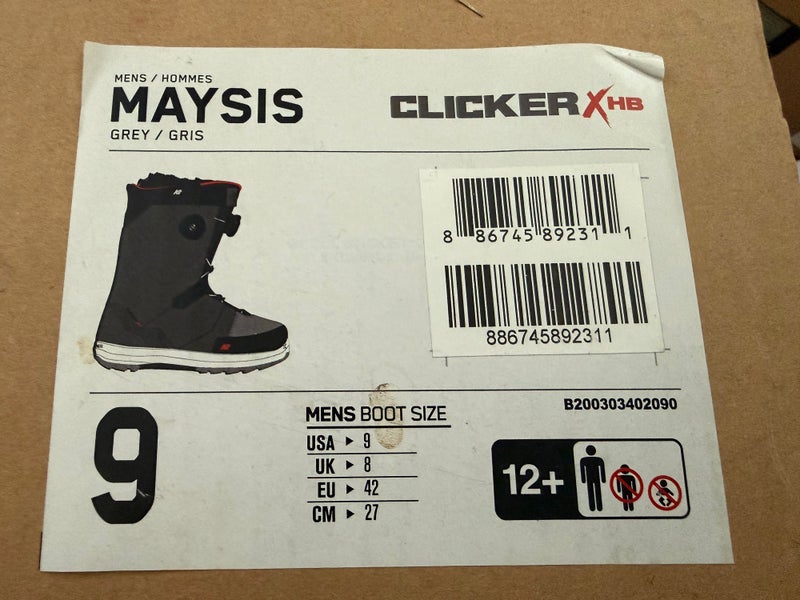 MENS / HOMMES
MAYSIS
GREY / GRIS
CLICKER X HB
8 86745 89231 1
886745892311
9
MENS BOOT SIZE
USA ▶ 9
UK ▶ 8
EU ▶ 42
CM ▶ 27
B200303402090
12+